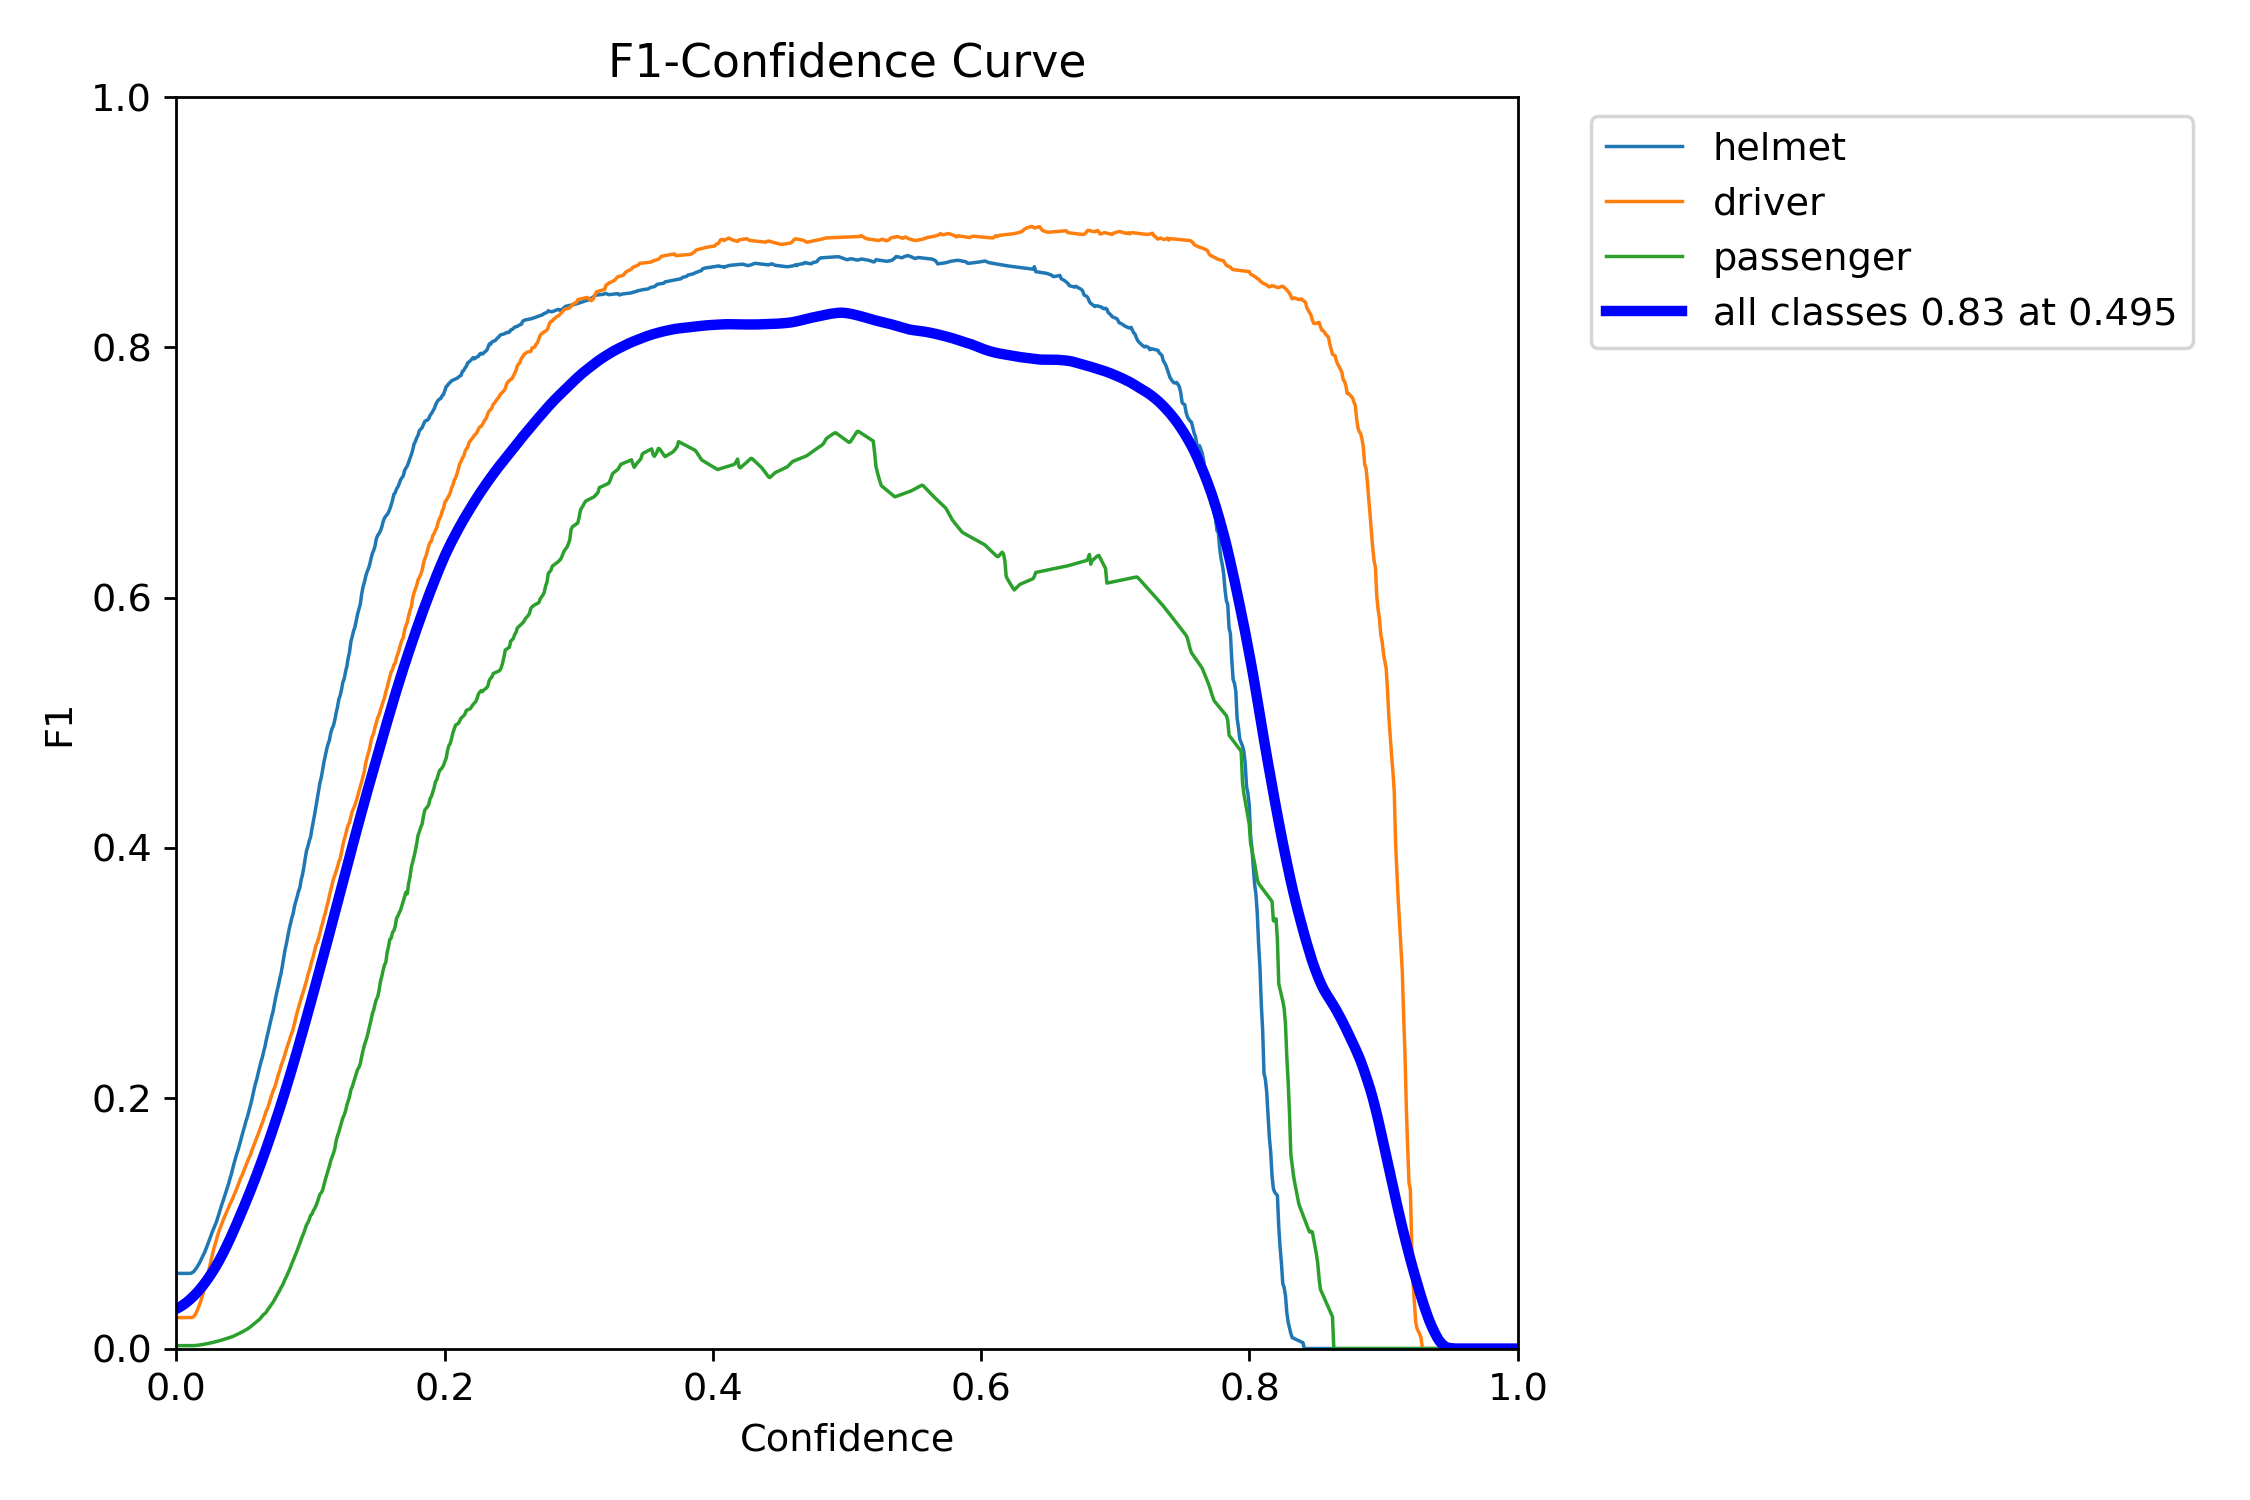 F1-Confidence Curve
1.0
0.8
0.6
0.4
0.2
0.0
F1
0.0 0.2 0.4 0.6 0.8 1.0
Confidence
helmet
driver
passenger
all classes 0.83 at 0.495